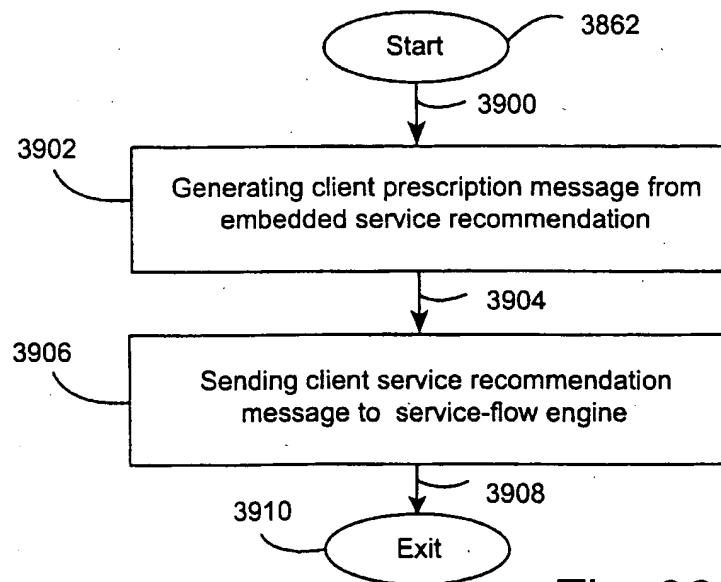 Start
3862
3900
3902
Generating client prescription message from
embedded service recommendation
3904
3906
Sending client service recommendation
message to service-flow engine
3908
3910
Exit